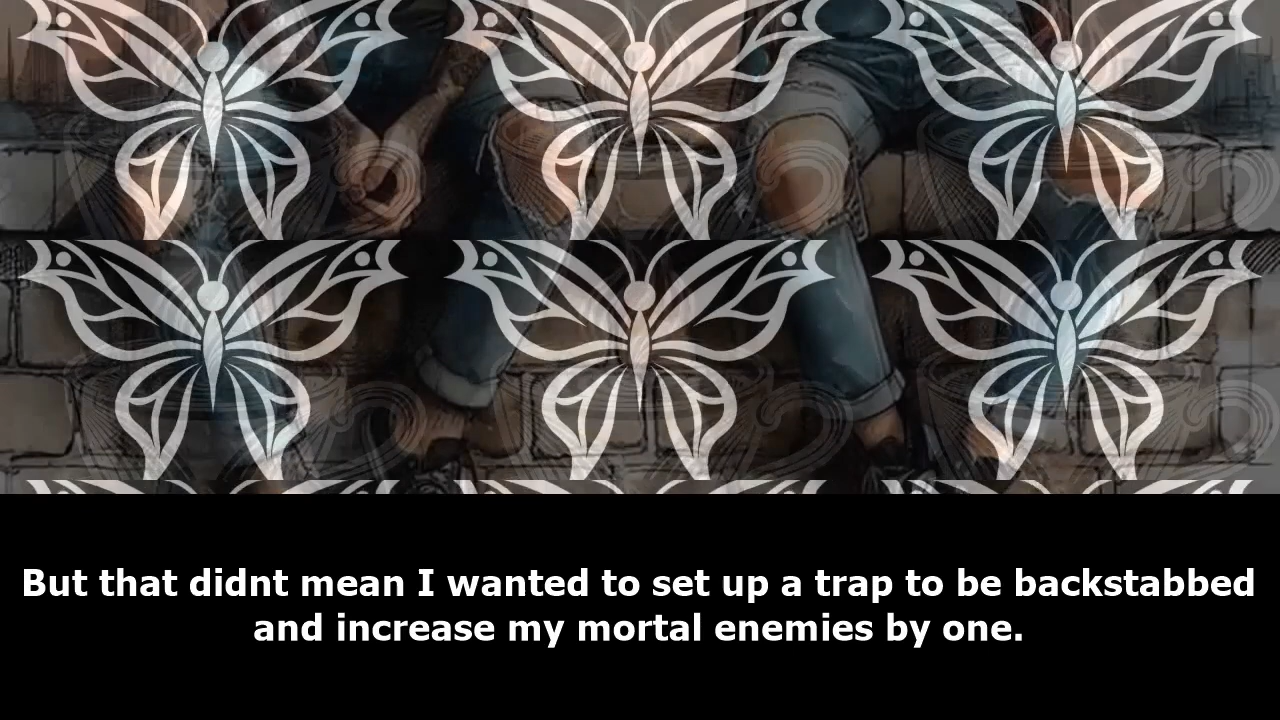 But that didnt mean I wanted to set up a trap to be backstabbed
and increase my mortal enemies by one.